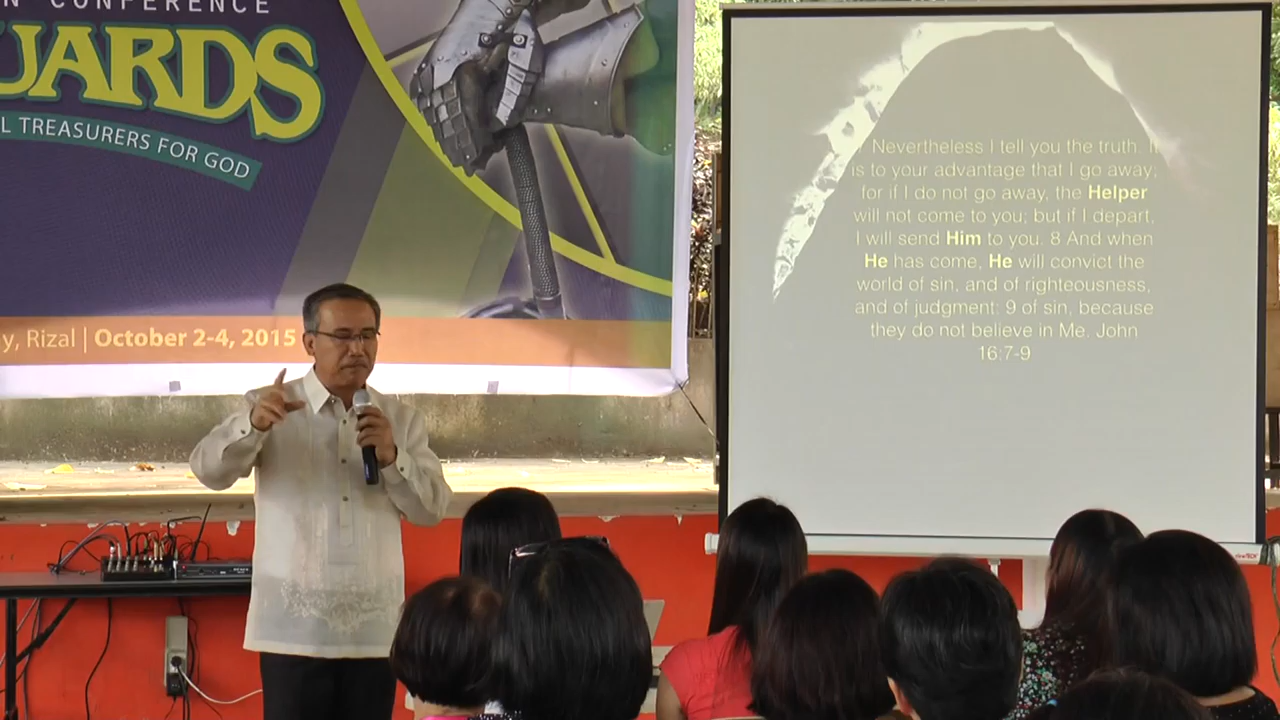 N CONFERENCE
UARDS
L TREASURERS FOR GOD
y, Rizal | October 2-4, 2015
Nevertheless I tell you the truth. It
is to your advantage that I go away;
for if I do not go away, the Helper
will not come to you; but if I depart,
I will send Him to you. 8 And when
He has come, He will convict the
world of sin, and of righteousness,
and of judgment: 9 of sin, because
they do not believe in Me. John
16:7-9